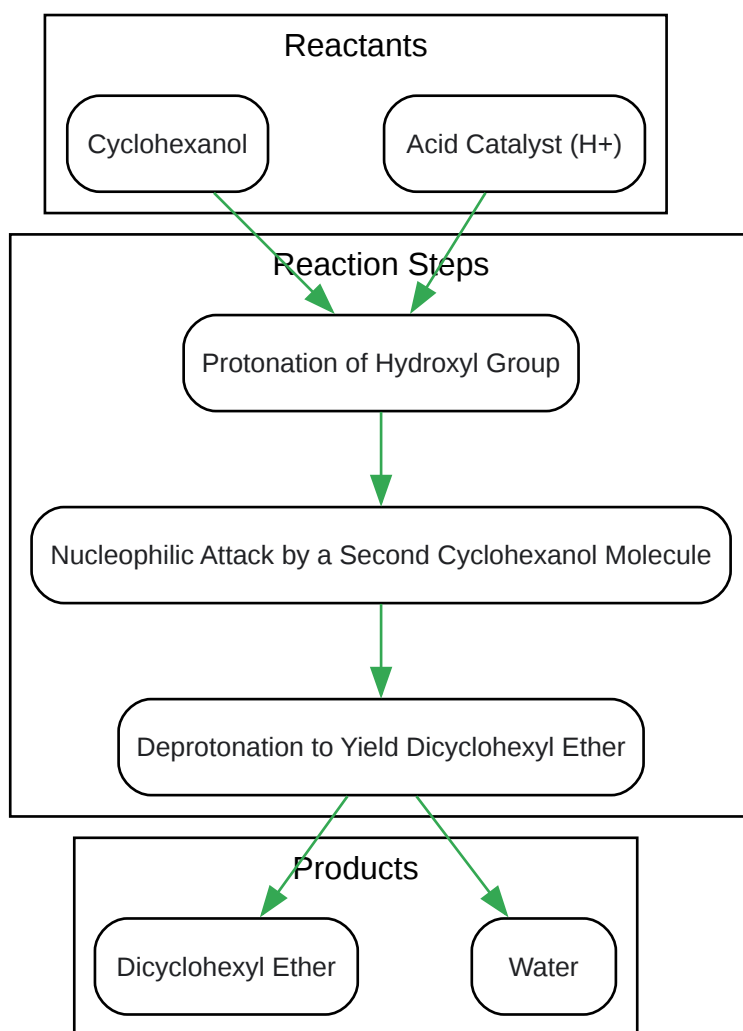 Reactants
Cyclohexanol
Acid Catalyst (H+)
Reaction Steps
Protonation of Hydroxyl Group
Nucleophilic Attack by a Second Cyclohexanol Molecule
Deprotonation to Yield Dicyclohexyl Ether
Products
Dicyclohexyl Ether
Water